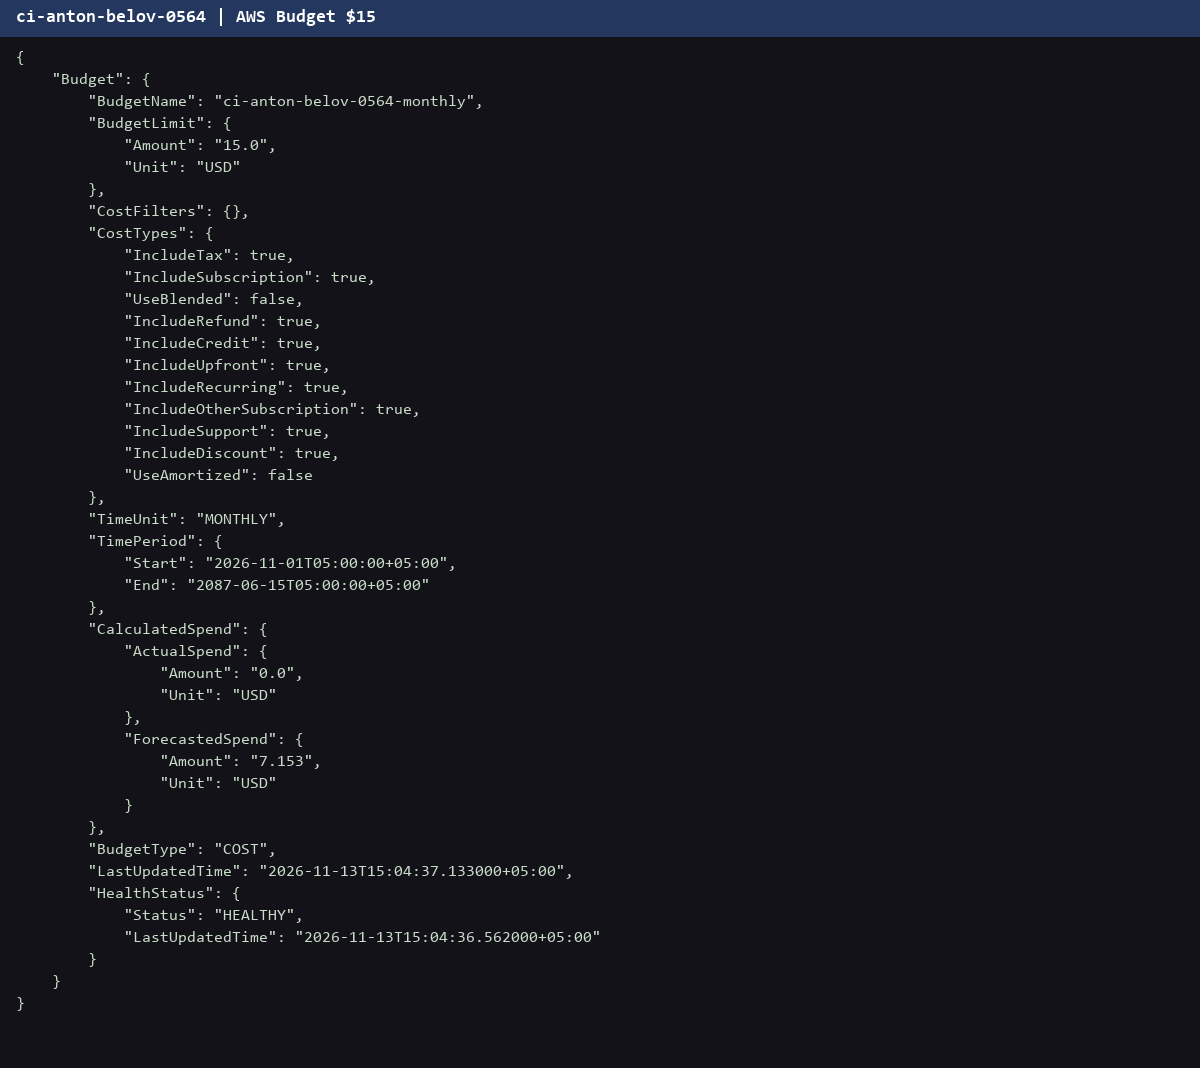 ci-anton-belov-0564 | AWS Budget $15
{
    "Budget": {
        "BudgetName": "ci-anton-belov-0564-monthly",
        "BudgetLimit": {
            "Amount": "15.0",
            "Unit": "USD"
        },
        "CostFilters": {},
        "CostTypes": {
            "IncludeTax": true,
            "IncludeSubscription": true,
            "UseBlended": false,
            "IncludeRefund": true,
            "IncludeCredit": true,
            "IncludeUpfront": true,
            "IncludeRecurring": true,
            "IncludeOtherSubscription": true,
            "IncludeSupport": true,
            "IncludeDiscount": true,
            "UseAmortized": false
        },
        "TimeUnit": "MONTHLY",
        "TimePeriod": {
            "Start": "2026-11-01T05:00:00+05:00",
            "End": "2087-06-15T05:00:00+05:00"
        },
        "CalculatedSpend": {
            "ActualSpend": {
                "Amount": "0.0",
                "Unit": "USD"
            },
            "ForecastedSpend": {
                "Amount": "7.153",
                "Unit": "USD"
            }
        },
        "BudgetType": "COST",
        "LastUpdatedTime": "2026-11-13T15:04:37.133000+05:00",
        "HealthStatus": {
            "Status": "HEALTHY",
            "LastUpdatedTime": "2026-11-13T15:04:36.562000+05:00"
        }
    }
}